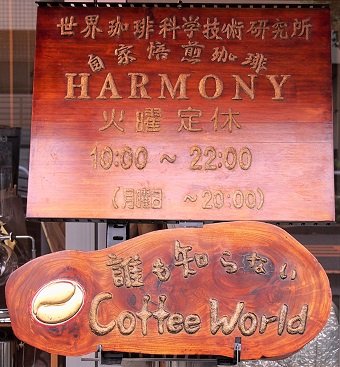 世界珈琲科学技術研究所
自家焙煎珈琲
HARMONY
火曜 定休
10:00 ~ 22:00
(月曜日 ~20:00)
誰も知らない
Coffee World